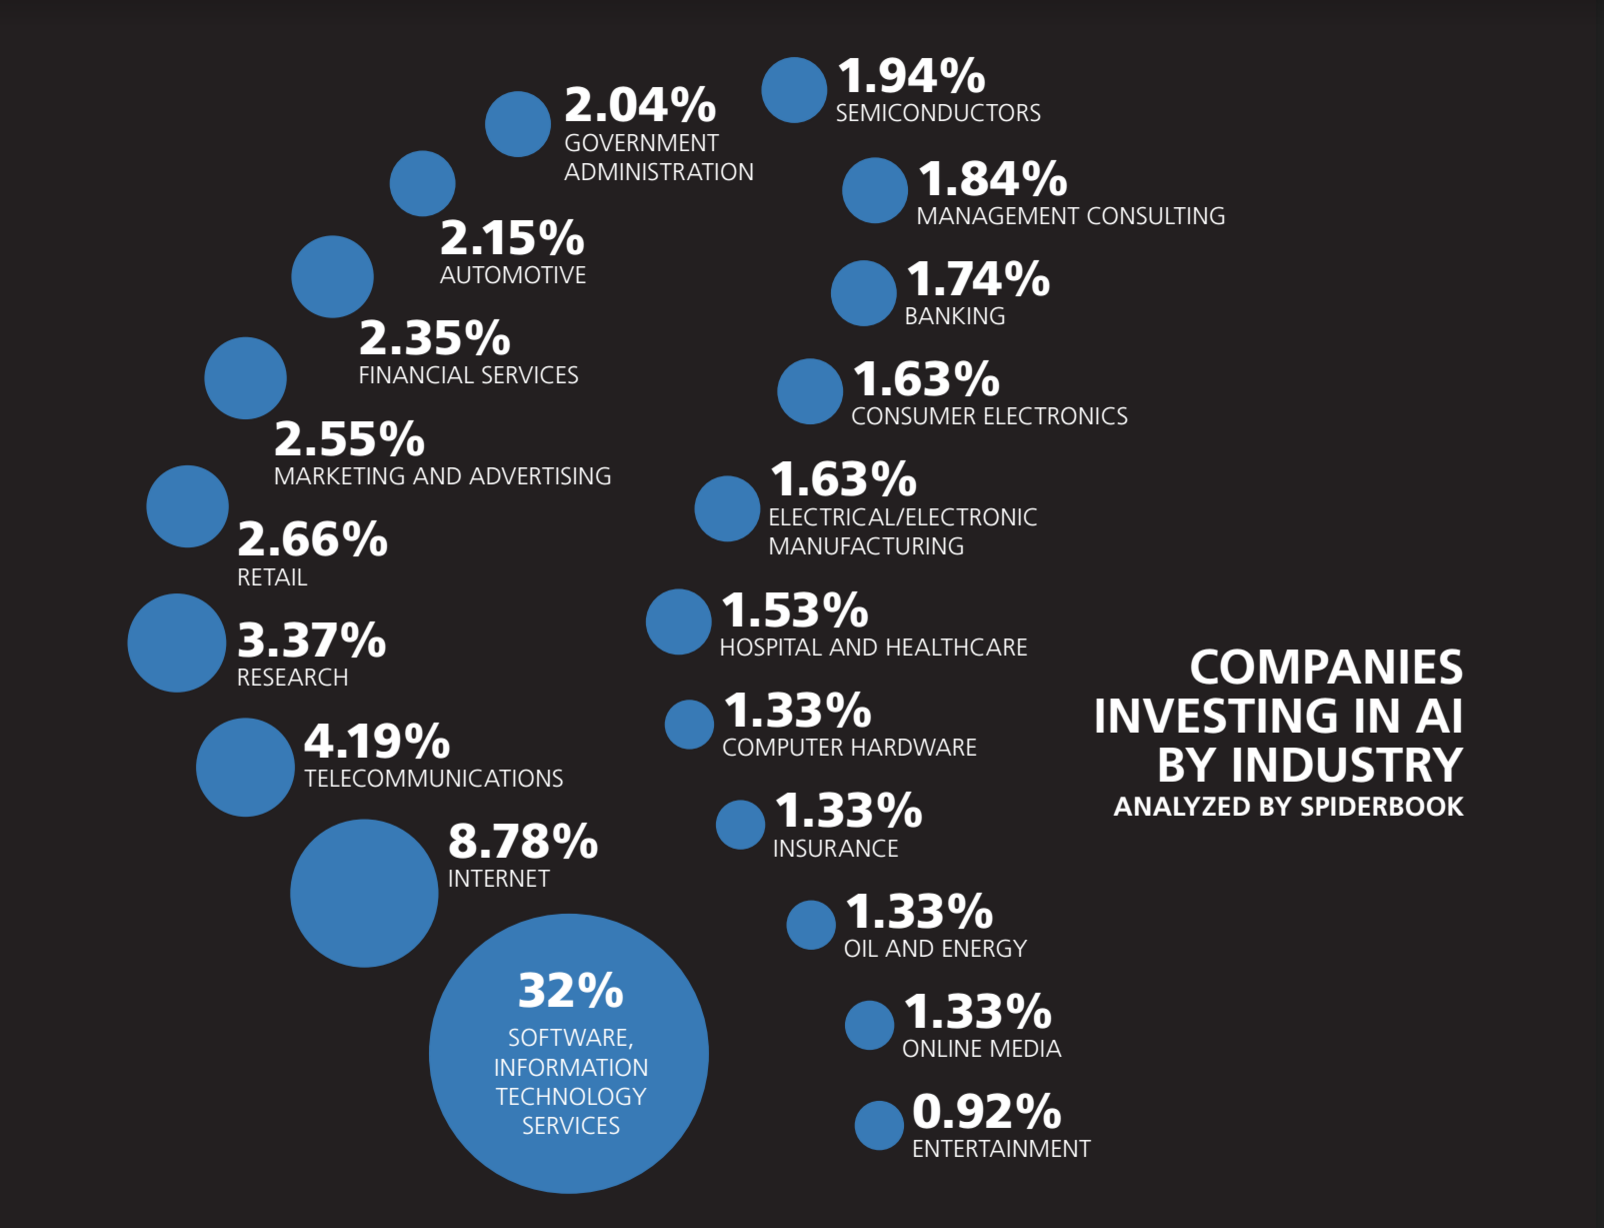 1.94%
SEMICONDUCTORS
2.04%
GOVERNMENT
ADMINISTRATION
1.84%
MANAGEMENT CONSULTING
2.15%
AUTOMOTIVE
1.74%
BANKING
2.35%
FINANCIAL SERVICES
1.63%
CONSUMER ELECTRONICS
2.55%
MARKETING AND ADVERTISING
1.63%
ELECTRICAL/ELECTRONIC
MANUFACTURING
2.66%
RETAIL
1.53%
HOSPITAL AND HEALTHCARE
3.37%
RESEARCH
1.33%
COMPUTER HARDWARE
4.19%
TELECOMMUNICATIONS
1.33%
INSURANCE
8.78%
INTERNET
1.33%
OIL AND ENERGY
32%
SOFTWARE,
INFORMATION
TECHNOLOGY
SERVICES
1.33%
ONLINE MEDIA
0.92%
ENTERTAINMENT
COMPANIES
INVESTING IN AI
BY INDUSTRY
ANALYZED BY SPIDERBOOK